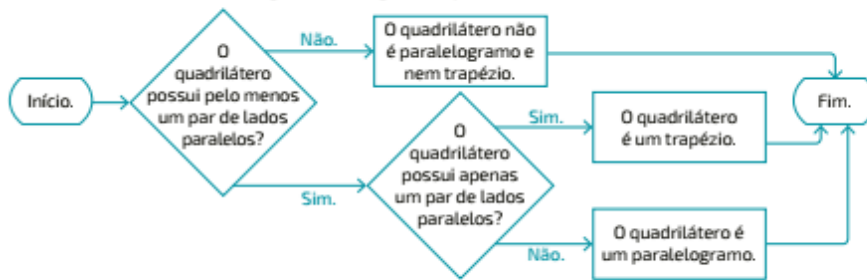 Início.
O
quadrilátero
possui pelo menos
um par de lados
paralelos?
Não.
O quadrilátero não
é paralelogramo e
nem trapézio.
Sim.
O
quadrilátero
possui apenas
um par de lados
paralelos?
Sim.
O quadrilátero
é um trapézio.
Não.
O quadrilátero é
um paralelogramo.
Fim.